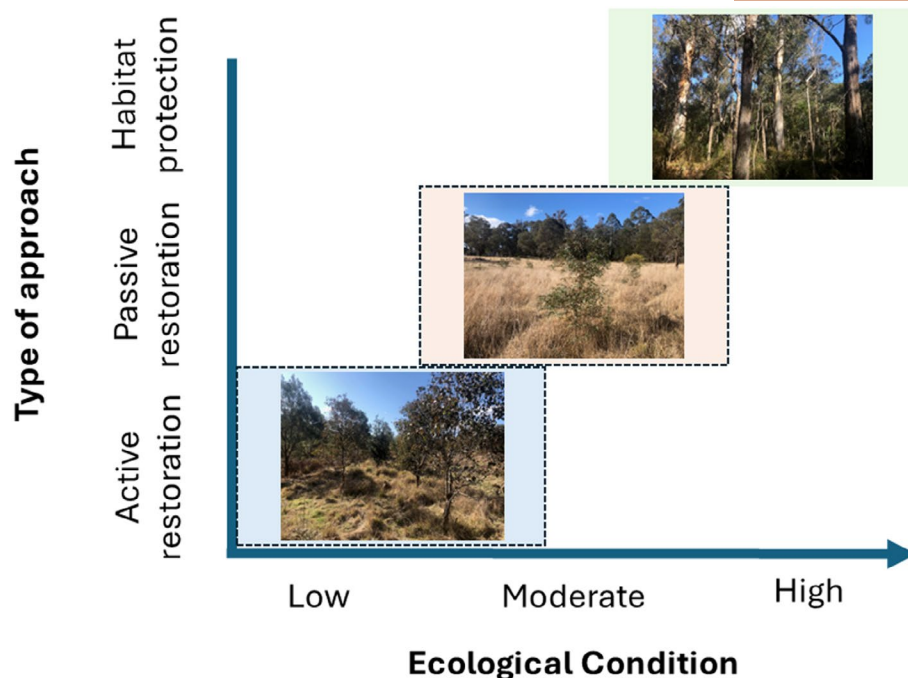 Type of approach
Habitat
protection
Passive
restoration
Active
restoration
Low
Moderate
High
Ecological Condition